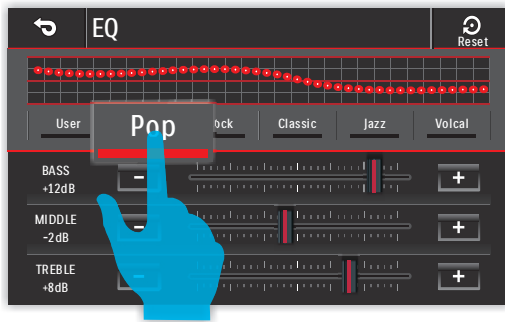 EQ
Reset
User Pop ock Classic Jazz Volcal
BASS
+12dB
- +
MIDDLE
-2dB
- +
TREBLE
+8dB
+